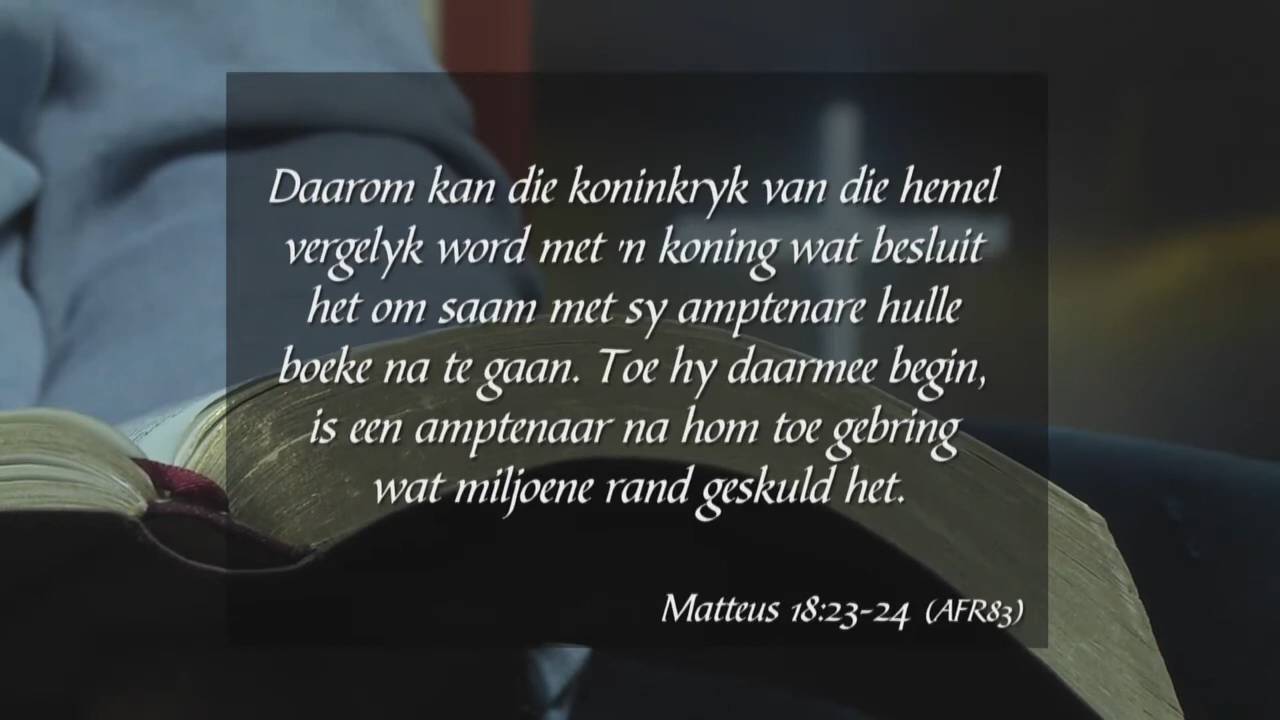 Daarom kan die koninkryk van die hemel
vergelyk word met 'n koning wat besluit
het om saam met sy amptenare hulle
boeke na te gaan. Toe hy daarmee begin,
is een amptenaar na hom toe gebring
wat miljoene rand geskuld het.
Matteus 18:23-24 (AFR83)